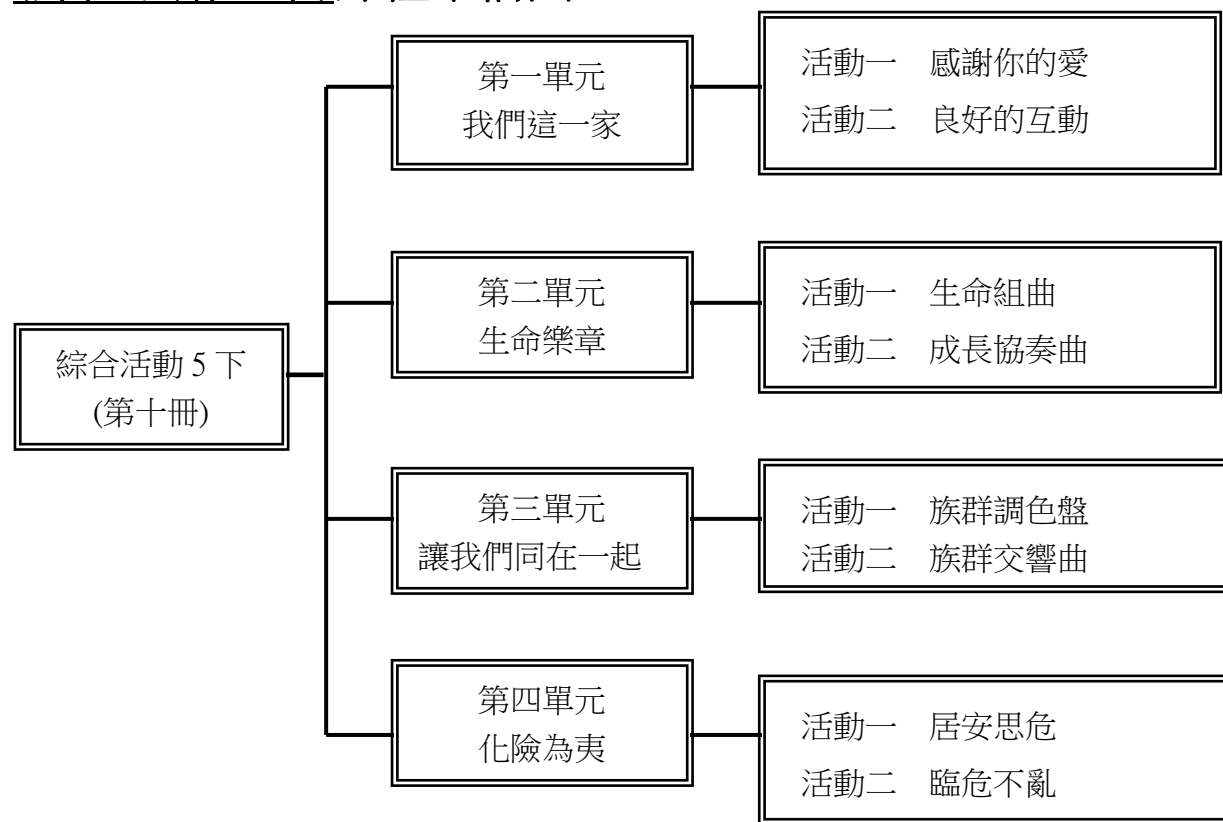 綜合活動 5 下
(第十冊)
第一單元
我們這一家
活動一　感謝你的愛
活動二　良好的互動
第二單元
生命樂章
活動一　生命組曲
活動二　成長協奏曲
第三單元
讓我們同在一起
活動一　族群調色盤
活動二　族群交響曲
第四單元
化險為夷
活動一　居安思危
活動二　臨危不亂